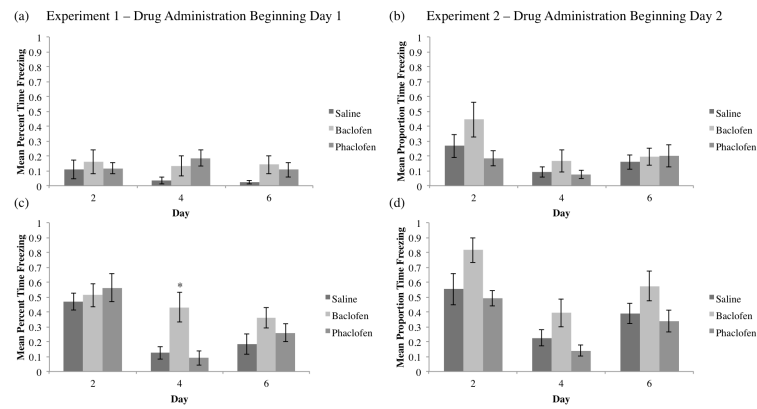 (a) Experiment 1 – Drug Administration Beginning Day 1
Mean Percent Time Freezing
1
0.9
0.8
0.7
0.6
0.5
0.4
0.3
0.2
0.1
0
2 4 6
Day
Saline
Baclofen
Phaclofen
(b) Experiment 2 – Drug Administration Beginning Day 2
Mean Proportion Time Freezing
1
0.9
0.8
0.7
0.6
0.5
0.4
0.3
0.2
0.1
0
2 4 6
Day
Saline
Baclofen
Phaclofen
(c)
Mean Percent Time Freezing
1
0.9
0.8
0.7
0.6
0.5
0.4
0.3
0.2
0.1
0
*
2 4 6
Day
Saline
Baclofen
Phaclofen
(d)
Mean Proportion Time Freezing
1
0.9
0.8
0.7
0.6
0.5
0.4
0.3
0.2
0.1
0
2 4 6
Day
Saline
Baclofen
Phaclofen